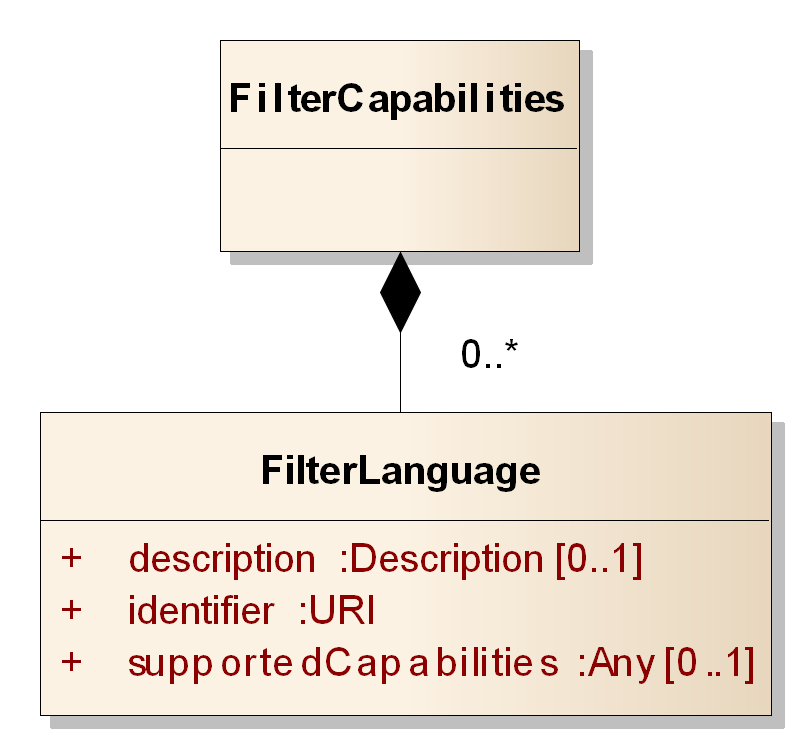 FilterCapabilities
0..*
FilterLanguage
+ description :Description [0..1]
+ identifier :URI
+ supportedCapabilities :Any [0..1]